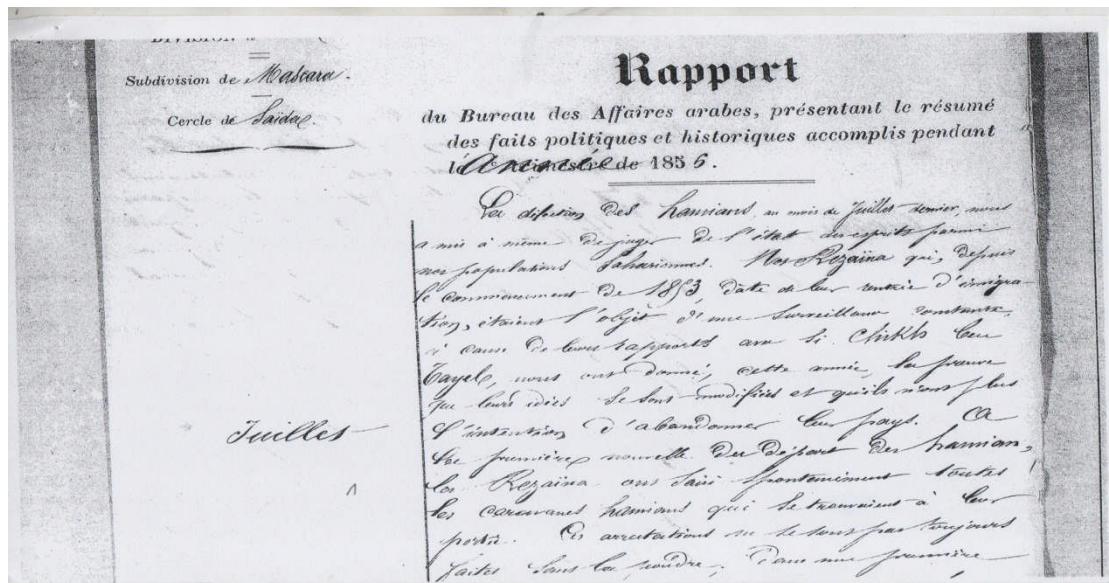 DIVISION d
Subdivision de Mascara.
Cercle de Saïda.
Rapport
du Bureau des Affaires arabes, présentant le résumé
des faits politiques et historiques accomplis pendant
l'Année de 1856.
La défection des hamians, au mois de Juillet dernier, nous
a mis à même de juger de l'état des esprits parmi
nos populations Sahariennes. Nos Rezaïna qui, depuis
le commencement de 1853, date de leur rentrée d'émigra-
tion, étaient l'objet d'une surveillance constante,
à cause de leurs rapports avec Si Chikh ben
Tayeb, nous ont donné, cette année, la preuve
que leurs idées se sont modifiées et qu'ils n'ont plus
Juillet
l'intention d'abandonner leur pays. A
la première nouvelle du départ des hamian,
les Rezaïna ont saisi spontanément toutes
les caravanes hamians qui se trouvaient à leur
portée. Ces arrestations ne se sont pas toujours
faites sans la poudre; dans une première